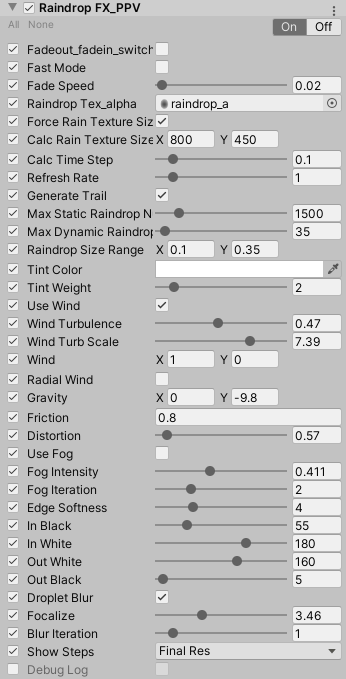 Raindrop FX_PPV
All None On Off
Fadeout_fadein_switch
Fast Mode
Fade Speed 0.02
Raindrop Tex_alpha raindrop_a
Force Rain Texture Siz
Calc Rain Texture Size X 800 Y 450
Calc Time Step 0.1
Refresh Rate 1
Generate Trail
Max Static Raindrop N 1500
Max Dynamic Raindrop 35
Raindrop Size Range X 0.1 Y 0.35
Tint Color
Tint Weight 2
Use Wind
Wind Turbulence 0.47
Wind Turb Scale 7.39
Wind X 1 Y 0
Radial Wind
Gravity X 0 Y -9.8
Friction 0.8
Distortion 0.57
Use Fog
Fog Intensity 0.411
Fog Iteration 2
Edge Softness 4
In Black 55
In White 180
Out White 160
Out Black 5
Droplet Blur
Focalize 3.46
Blur Iteration 1
Show Steps Final Res
Debug Log